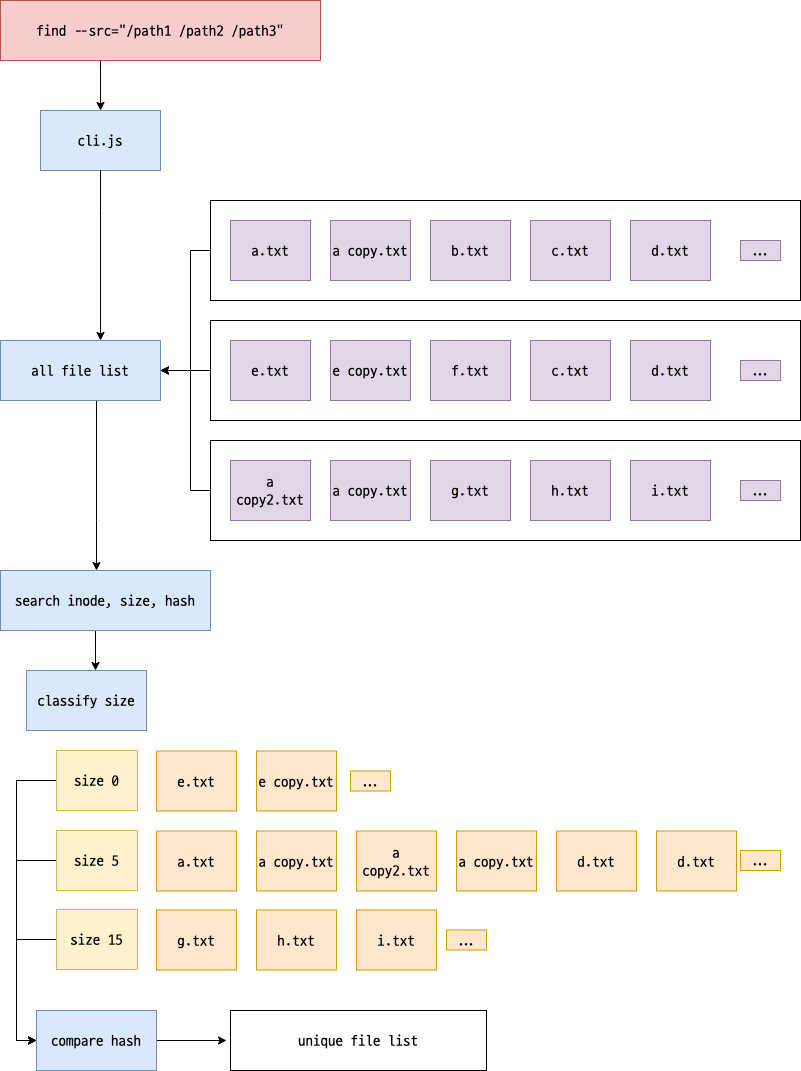 find --src="/path1 /path2 /path3"
cli.js
a.txt
a copy.txt
b.txt
c.txt
d.txt
...
all file list
e.txt
e copy.txt
f.txt
c.txt
d.txt
...
a
copy2.txt
a copy.txt
g.txt
h.txt
i.txt
...
search inode, size, hash
classify size
size 0
e.txt
e copy.txt
...
size 5
a.txt
a copy.txt
a
copy2.txt
a copy.txt
d.txt
d.txt
...
size 15
g.txt
h.txt
i.txt
...
compare hash
unique file list